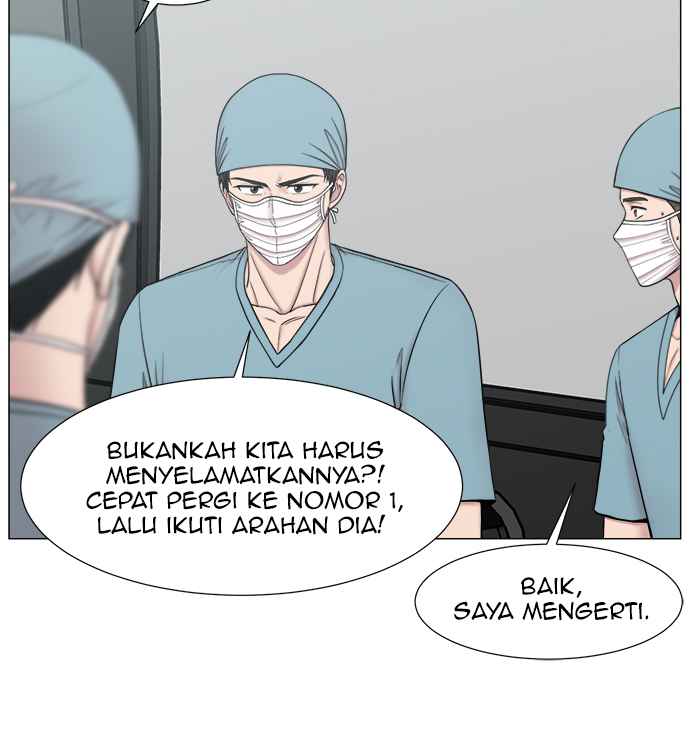 BUKANKAH KITA HARUS
MENYELAMATKANNYA?!
CEPAT PERGI KE NOMOR 1,
LALU IKUTI ARAHAN DIA!
BAIK,
SAYA MENGERTI.